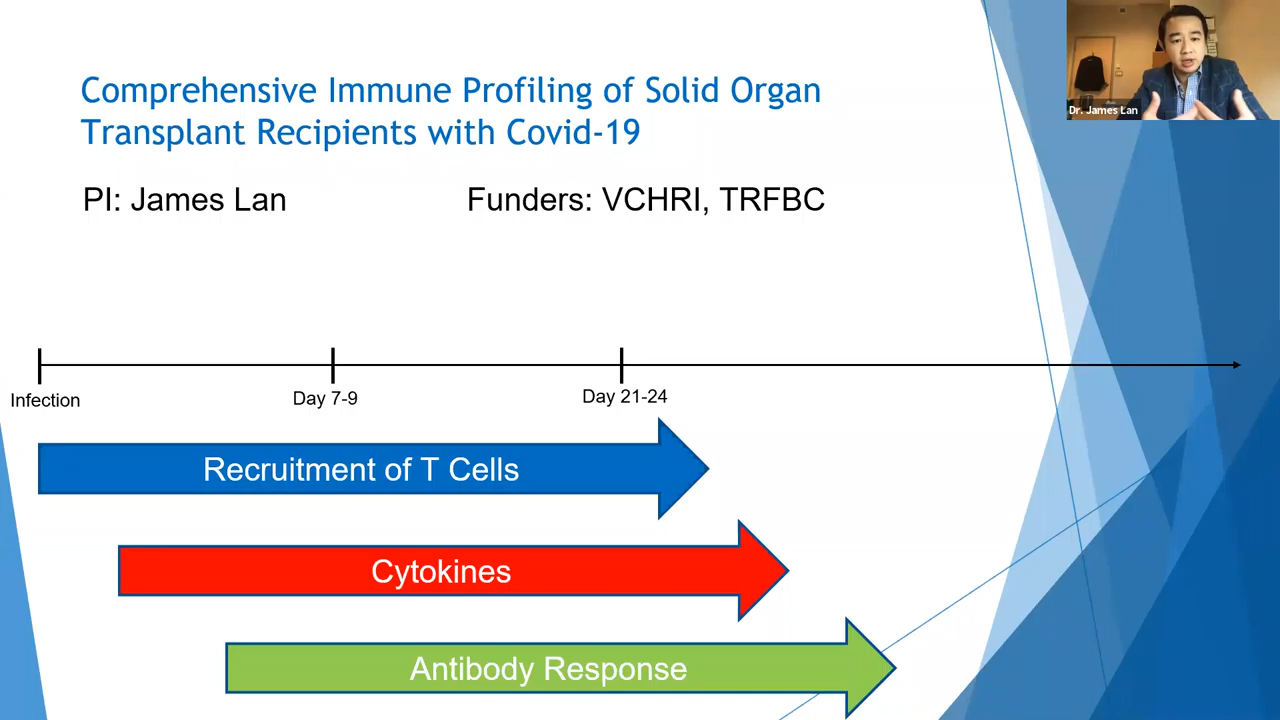 Comprehensive Immune Profiling of Solid Organ
Transplant Recipients with Covid-19
Dr. James Lan
PI: James Lan
Funders: VCHRI, TRFBC
Infection
Day 7-9
Day 21-24
Recruitment of T Cells
Cytokines
Antibody Response